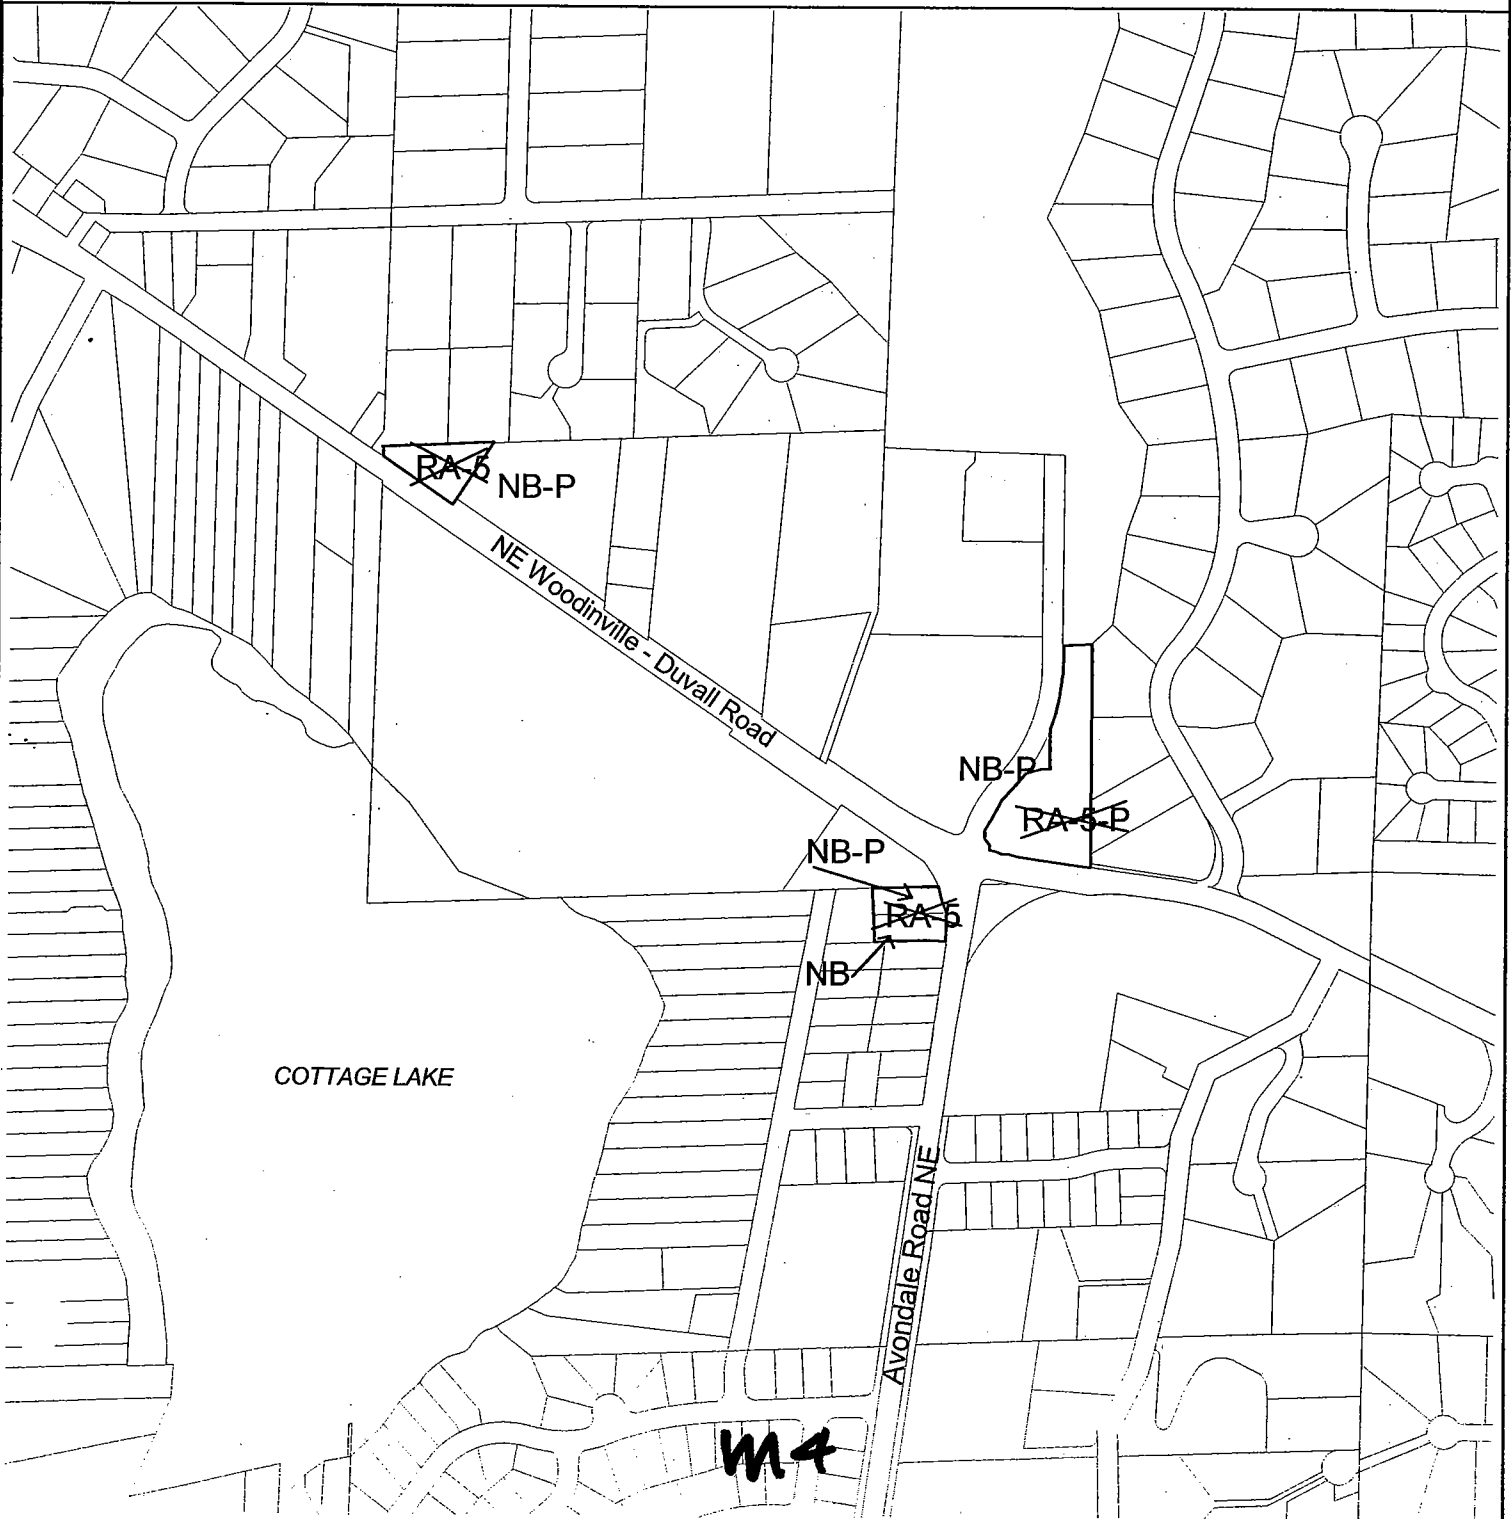 RA-5
NB-P
NE Woodinville - Duvall Road
NB-P
RA-5-P
NB-P
RA-5
NB
COTTAGE LAKE
Avondale Road NE
M4